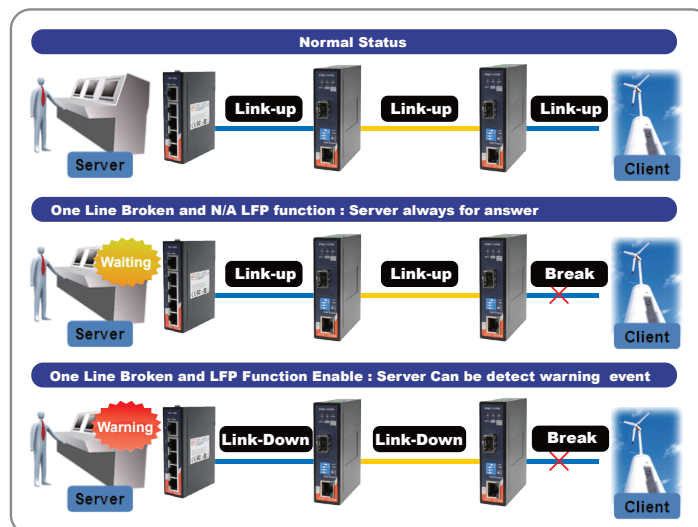 Normal Status
Link-up
Link-up
Link-up
Server
Client
One Line Broken and N/A LFP function : Server always for answer
Waiting
Link-up
Link-up
Break
Server
Client
One Line Broken and LFP Function Enable : Server Can be detect warning event
Warning
Link-Down
Link-Down
Break
Server
Client